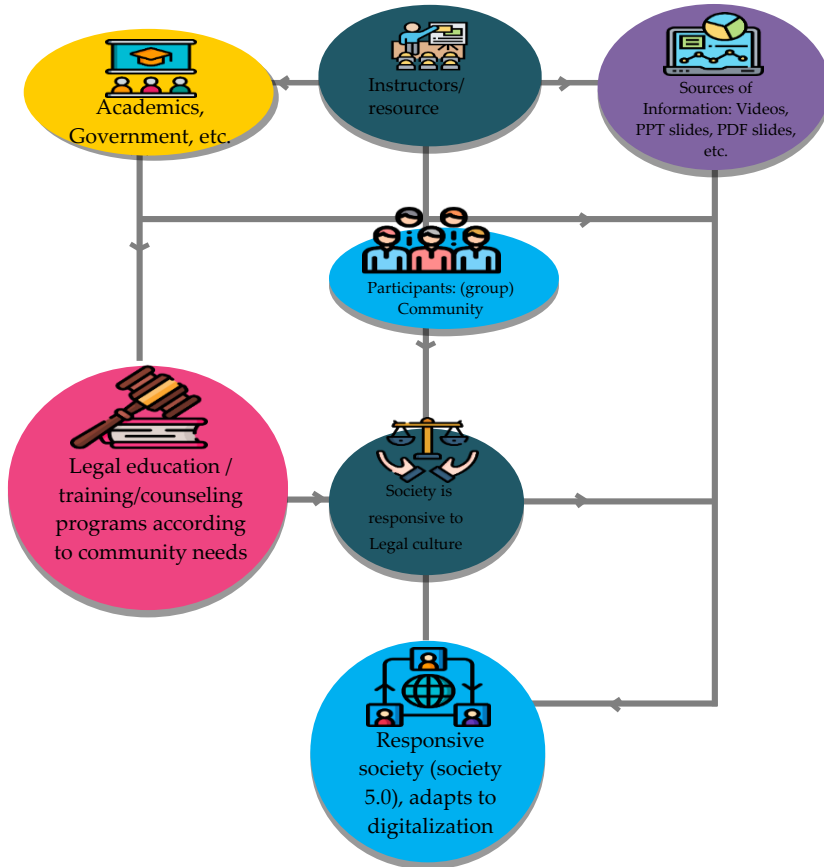 Academics,
Government, etc.
Instructors/
resource
Sources of
Information: Videos,
PPT slides, PDF slides,
etc.
Participants: (group)
Community
Legal education /
training/counseling
programs according
to community needs
Society is
responsive to
Legal culture
Responsive
society (society
5.0), adapts to
digitalization